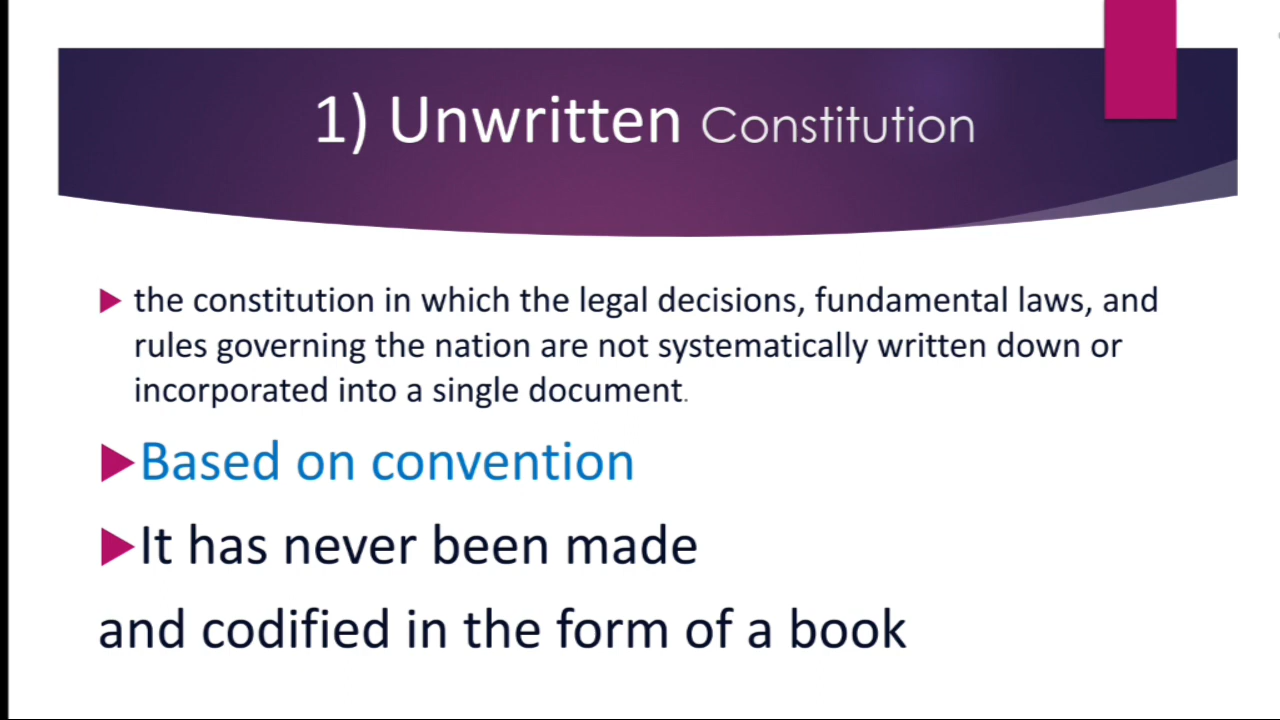 1) Unwritten Constitution
the constitution in which the legal decisions, fundamental laws, and
rules governing the nation are not systematically written down or
incorporated into a single document.
Based on convention
It has never been made
and codified in the form of a book